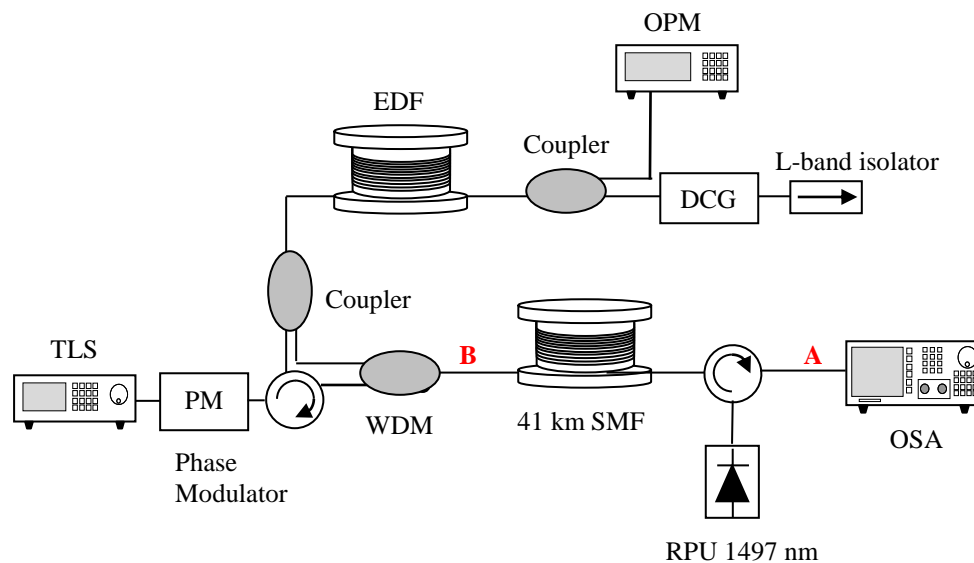 OPM
EDF
Coupler
L-band isolator
DCG
Coupler
TLS
B
A
PM
WDM
41 km SMF
OSA
Phase
Modulator
RPU 1497 nm